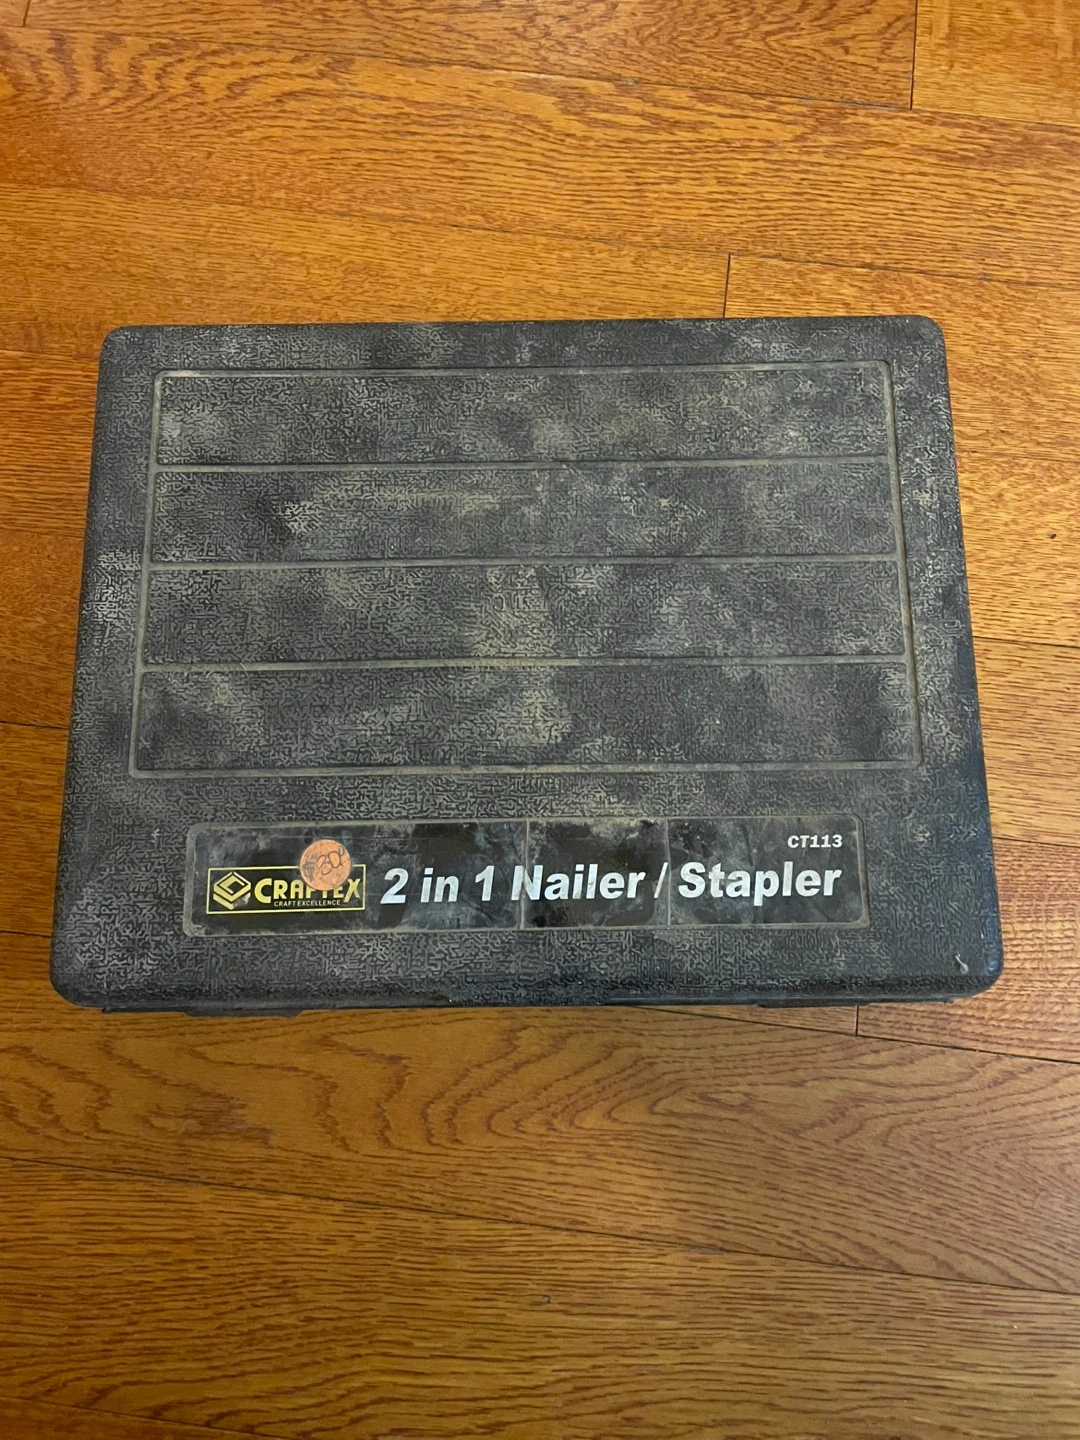 CT113
CRAFTEX
CRAFT EXCELLENCE
2 in 1 Nailer / Stapler